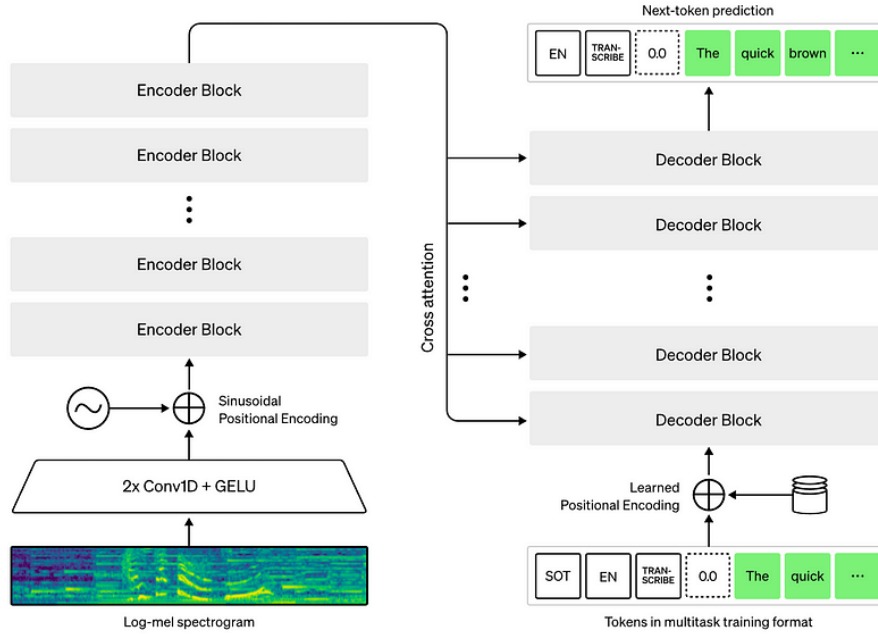 Next-token prediction
EN TRAN-
SCRIBE 0.0 The quick brown ...
Encoder Block
Encoder Block
Encoder Block
Encoder Block
Sinusoidal
Positional Encoding
2x Conv1D + GELU
Log-mel spectrogram
Cross attention
Decoder Block
Decoder Block
Decoder Block
Decoder Block
Learned
Positional Encoding
SOT EN TRAN-
SCRIBE 0.0 The quick ...
Tokens in multitask training format